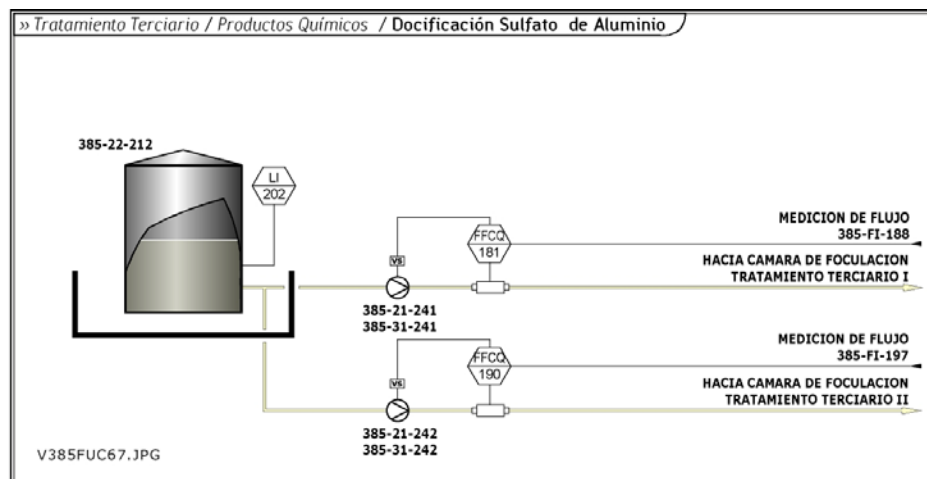 » Tratamiento Terciario / Productos Químicos / Docificación Sulfato de Aluminio
385-22-212
LI
202
MEDICION DE FLUJO
385-FI-188
FFCQ
181
VS
HACIA CAMARA DE FOCULACION
TRATAMIENTO TERCIARIO I
385-21-241
385-31-241
MEDICION DE FLUJO
385-FI-197
FFCQ
190
VS
HACIA CAMARA DE FOCULACION
TRATAMIENTO TERCIARIO II
385-21-242
385-31-242
V385FUC67.JPG